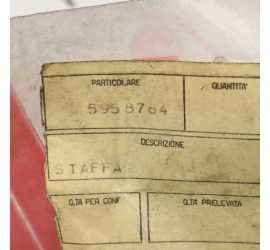 PARTICOLARE QUANTITA'
5958764
DESCRIZIONE
STAFFA
Q.TA PER CONF Q.TA PRELEVATA